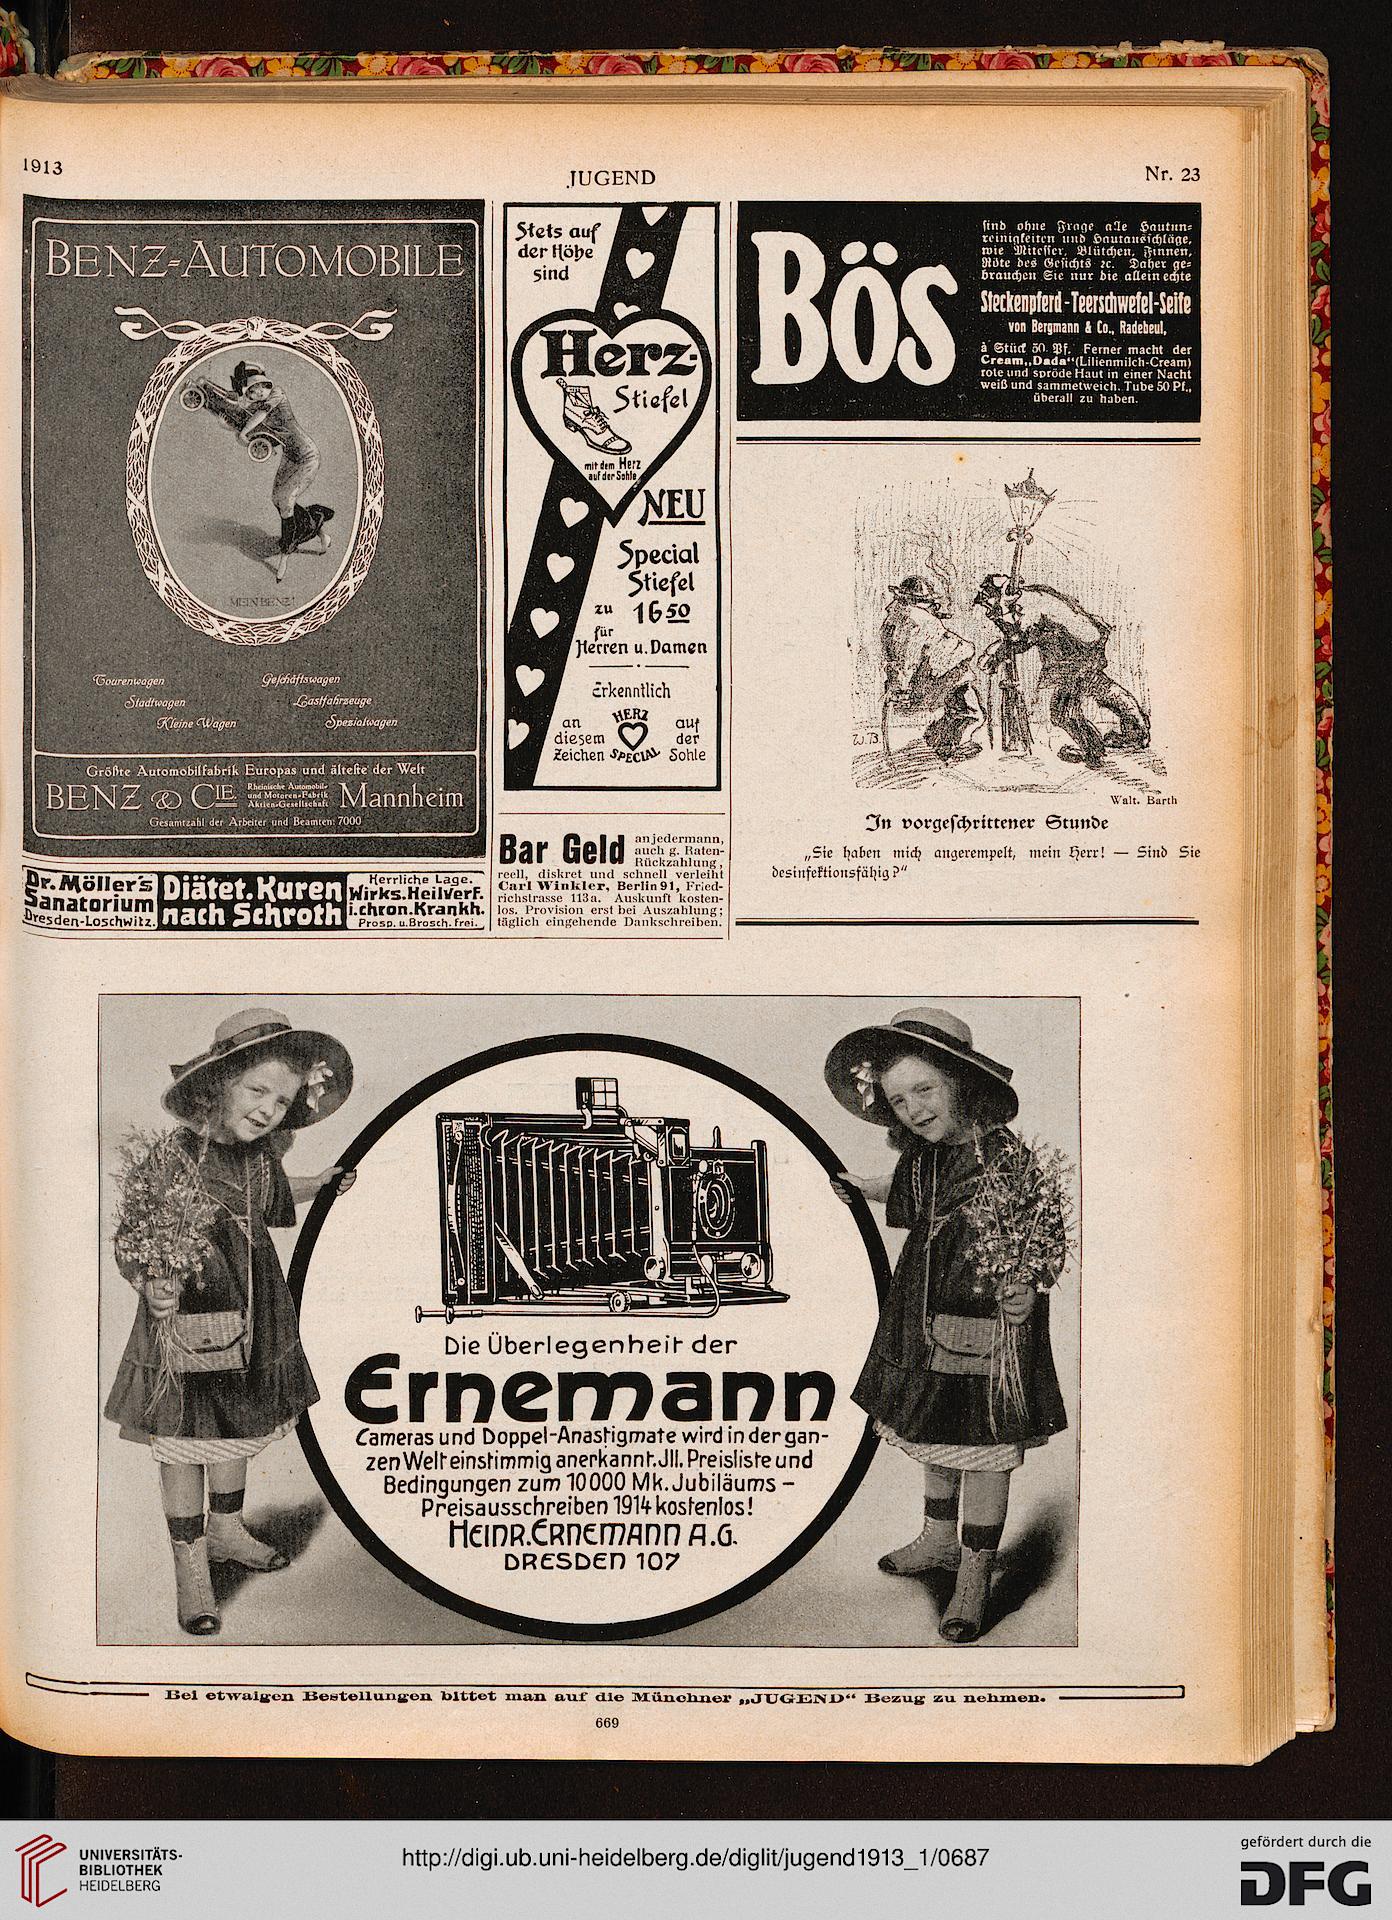 1913
JUGEND
Nr. 23
BENZ-AUTOMOBILE
MEIN BENZ!
Tourenwagen
Geschäftswagen
Stadtwagen
Lastfahrzeuge
Kleine Wagen
Spezialwagen
Größte Automobilfabrik Europas und älteste der Welt
BENZ & CIE. Rheinische Automobil- und Motoren-Fabrik Aktien-Gesellschaft Mannheim
Gesamtzahl der Arbeiter und Beamten: 7000
Dr. Möller's
Sanatorium
Dresden-Loschwitz.
Diätet. Kuren
nach Schroth
Herrliche Lage.
Wirks. Heilverf.
i. chron. Krankh.
Prosp. u. Brosch. frei.
Stets auf
der Höhe
sind
Herz-
Stiefel
mit dem Herz
auf der Sohle
NEU
Special
Stiefel
zu 16 50
für
Herren u. Damen
Erkenntlich
an
diesem
Zeichen
HERZ
SPECIAL
auf
der
Sohle
Bar Geld
an jedermann,
auch g. Raten-
Rückzahlung,
reell, diskret und schnell verleiht
Carl Winkler, Berlin 91, Fried-
richstrasse 113a. Auskunft kosten-
los. Provision erst bei Auszahlung;
täglich eingehende Dankschreiben.
BÖS
sind ohne Frage alle Hautun-
reinigkeiten und Hautausschläge,
wie Mitesser, Blütchen, Finnen,
Röte des Gesichts ꝛc. Daher ge-
brauchen Sie nur die allein echte
Steckenpferd-Teerschwefel-Seife
von Bergmann & Co., Radebeul,
à Stück 50 Pf. Ferner macht der
Cream „Dada“ (Lilienmilch-Cream)
rote und spröde Haut in einer Nacht
weiß und sammetweich. Tube 50 Pf.,
überall zu haben.
W.B.
Walt. Barth
In vorgeschrittener Stunde
„Sie haben mich angerempelt, mein Herr! — Sind Sie
desinfektionsfähig?“
Die Überlegenheit der
Ernemann
Cameras und Doppel-Anastigmate wird in der gan-
zen Welt einstimmig anerkannt. Jll. Preisliste und
Bedingungen zum 10000 Mk. Jubiläums-
Preisausschreiben 1914 kostenlos!
HEINR. ERNEMANN A.G.
DRESDEN 107
Bei etwaigen Bestellungen bittet man auf die Münchner „JUGEND“ Bezug zu nehmen.
669
UNIVERSITÄTS-
BIBLIOTHEK
HEIDELBERG
http://digi.ub.uni-heidelberg.de/diglit/jugend1913_1/0687
gefördert durch die
DFG